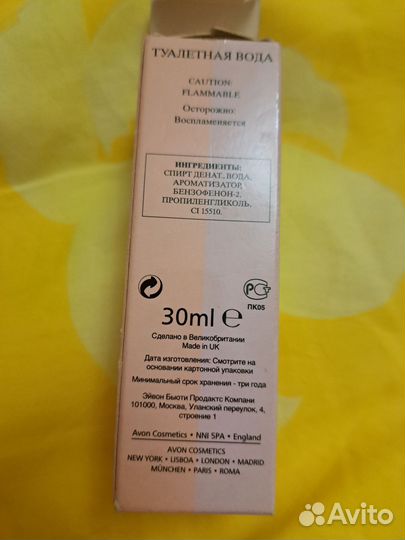 ТУАЛЕТНАЯ ВОДА
CAUTION:
FLAMMABLE
Осторожно:
Воспламеняется
ИНГРЕДИЕНТЫ:
СПИРТ ДЕНАТ., ВОДА,
АРОМАТИЗАТОР,
БЕНЗОФЕНОН-2,
ПРОПИЛЕНГЛИКОЛЬ,
CI 15510.
РСТ
ПК05
30ml e
Сделано в Великобритании
Made in UK
Дата изготовления: Смотрите на
основании картонной упаковки
Минимальный срок хранения - три года
Эйвон Бьюти Продактс Компани
101000, Москва, Уланский переулок, 4,
строение 1
Avon Cosmetics • NNI SPA • England
AVON COSMETICS
NEW YORK • LISBOA • LONDON • MADRID
MÜNCHEN • PARIS • ROMA
Avito